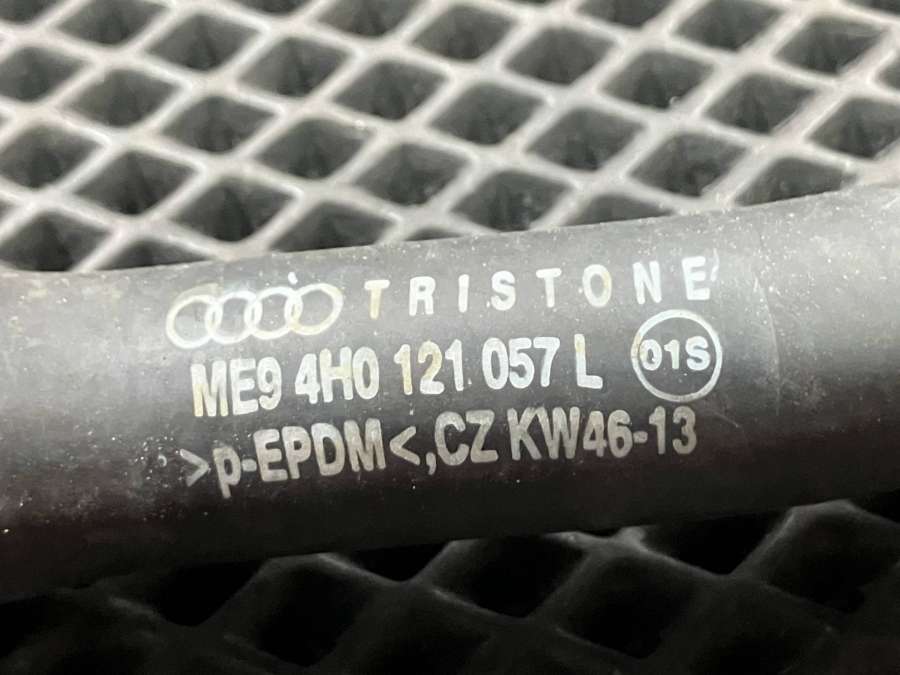 TRISTONE
ME9 4H0 121 057 L 01S
>p-EPDM<,CZ KW46-13